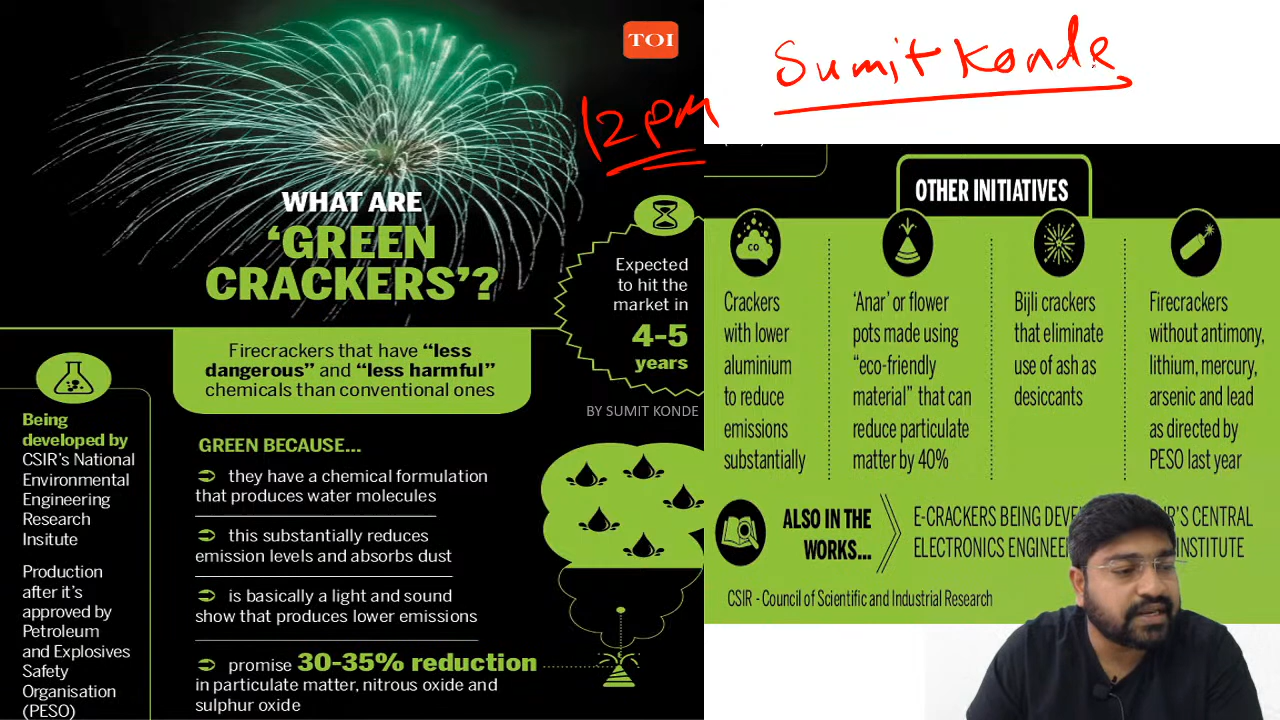 TOI
Sumit Konde
12 PM
WHAT ARE
‘GREEN
CRACKERS’?
Firecrackers that have “less
dangerous” and “less harmful”
chemicals than conventional ones
Expected
to hit the
market in
4-5
years
BY SUMIT KONDE
Being
developed by
CSIR’s National
Environmental
Engineering
Research
Insitute
Production
after it’s
approved by
Petroleum
and Explosives
Safety
Organisation
(PESO)
GREEN BECAUSE...
they have a chemical formulation
that produces water molecules
this substantially reduces
emission levels and absorbs dust
is basically a light and sound
show that produces lower emissions
promise 30-35% reduction
in particulate matter, nitrous oxide and
sulphur oxide
OTHER INITIATIVES
CO
Crackers
with lower
aluminium
to reduce
emissions
substantially
‘Anar’ or flower
pots made using
“eco-friendly
material” that can
reduce particulate
matter by 40%
Bijli crackers
that eliminate
use of ash as
desiccants
Firecrackers
without antimony,
lithium, mercury,
arsenic and lead
as directed by
PESO last year
ALSO IN THE
WORKS...
E-CRACKERS BEING CENTRAL
ELECTRONICS INSTITUTE
CSIR - Council of Scientific and Industrial Research